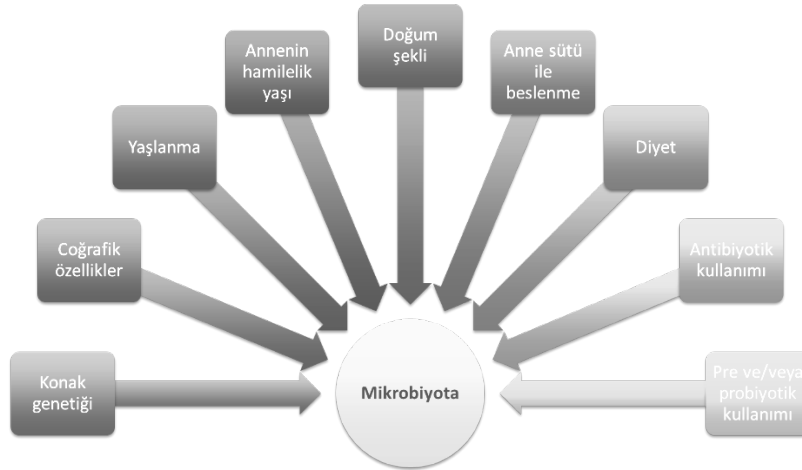 Konak
genetiği
Coğrafik
özellikler
Yaşlanma
Annenin
hamilelik
yaşı
Doğum
şekli
Anne sütü
ile
beslenme
Diyet
Antibiyotik
kullanımı
Pre ve/veya
probiyotik
kullanımı
Mikrobiyota